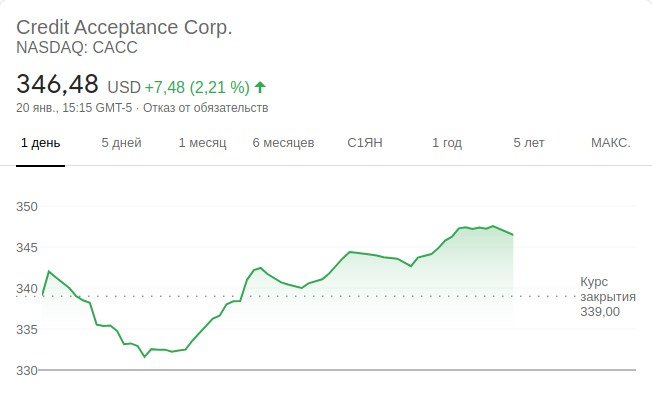 Credit Acceptance Corp.
NASDAQ: CACC
346,48 USD +7,48 (2,21 %)
20 янв., 15:15 GMT-5 · Отказ от обязательств
1 день 5 дней 1 месяц 6 месяцев С1ЯН 1 год 5 лет МАКС.
350
345
340
335
330
Курс
закрытия
339,00